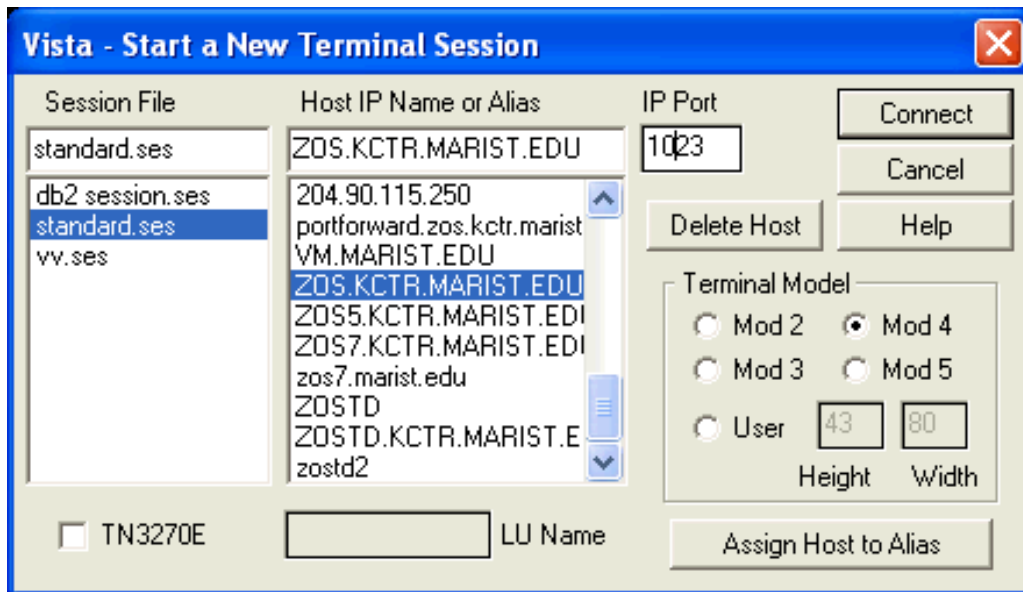 Vista - Start a New Terminal Session
Session File
Host IP Name or Alias
IP Port
standard.ses
ZOS.KCTR.MARIST.EDU
1023
Connect
Cancel
Help
db2 session.ses
standard.ses
vv.ses
204.90.115.250
portforward.zos.kctr.marist
VM.MARIST.EDU
ZOS.KCTR.MARIST.EDU
ZOS5.KCTR.MARIST.EDU
ZOS7.KCTR.MARIST.EDU
zos7.marist.edu
ZOSTD
ZOSTD.KCTR.MARIST.E
zostd2
Delete Host
Terminal Model
Mod 2
Mod 4
Mod 3
Mod 5
User
43
80
Height
Width
TN3270E
LU Name
Assign Host to Alias